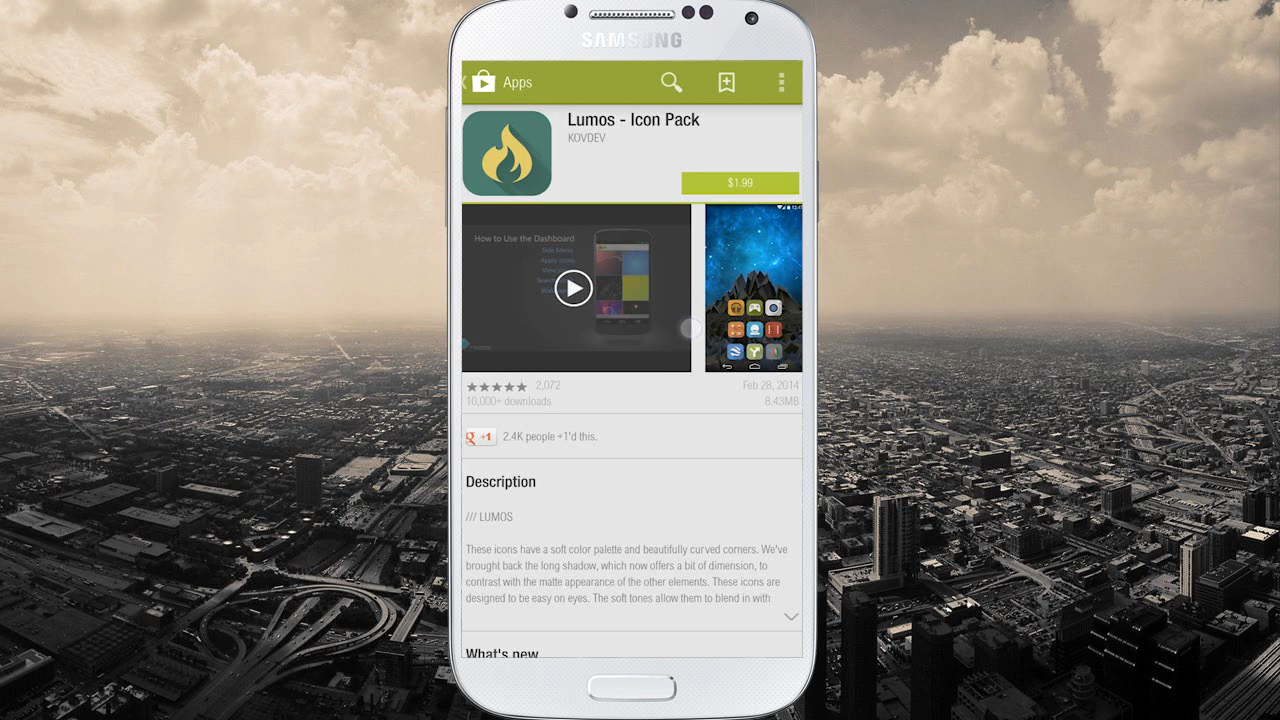 SAMSUNG
Apps
Lumos - Icon Pack
KOVDEV
$1.99
How to Use the Dashboard
Side Menu
2,072
Feb 28, 2014
10,000+ downloads
8.43MB
g +1
2.4K people +1'd this.
Description
/// LUMOS
These icons have a soft color palette and beautifully curved corners. We've
brought back the long shadow, which now offers a bit of dimension, to
contrast with the matte appearance of the other elements. These icons are
designed to be easy on eyes. The soft tones allow them to blend in with
What's new